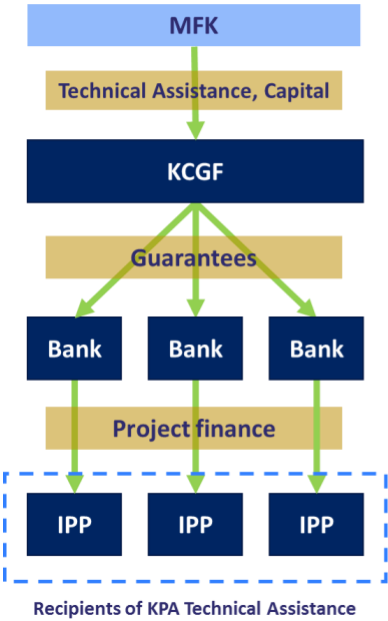 MFK
Technical Assistance, Capital
KCGF
Guarantees
Bank Bank Bank
Project finance
IPP IPP IPP
Recipients of KPA Technical Assistance